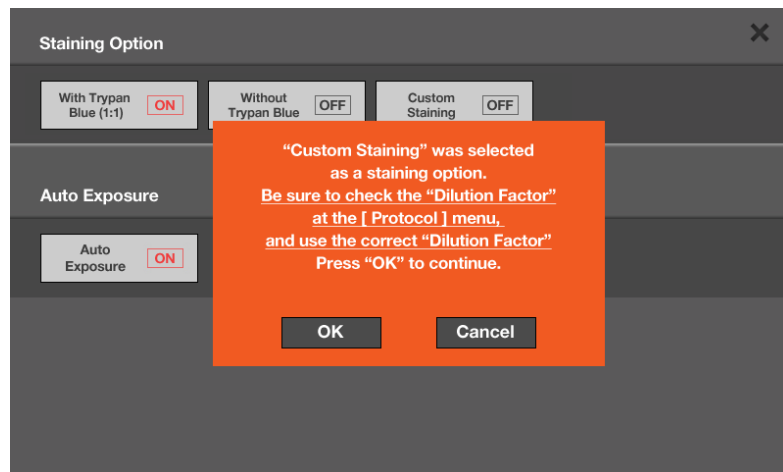 Staining Option
With Trypan
Blue (1:1)
ON
Without
Trypan Blue
OFF
Custom
Staining
OFF
“Custom Staining” was selected
as a staining option.
Be sure to check the “Dilution Factor”
at the [ Protocol ] menu,
and use the correct “Dilution Factor”
Press “OK” to continue.
OK
Cancel
Auto Exposure
Auto
Exposure
ON